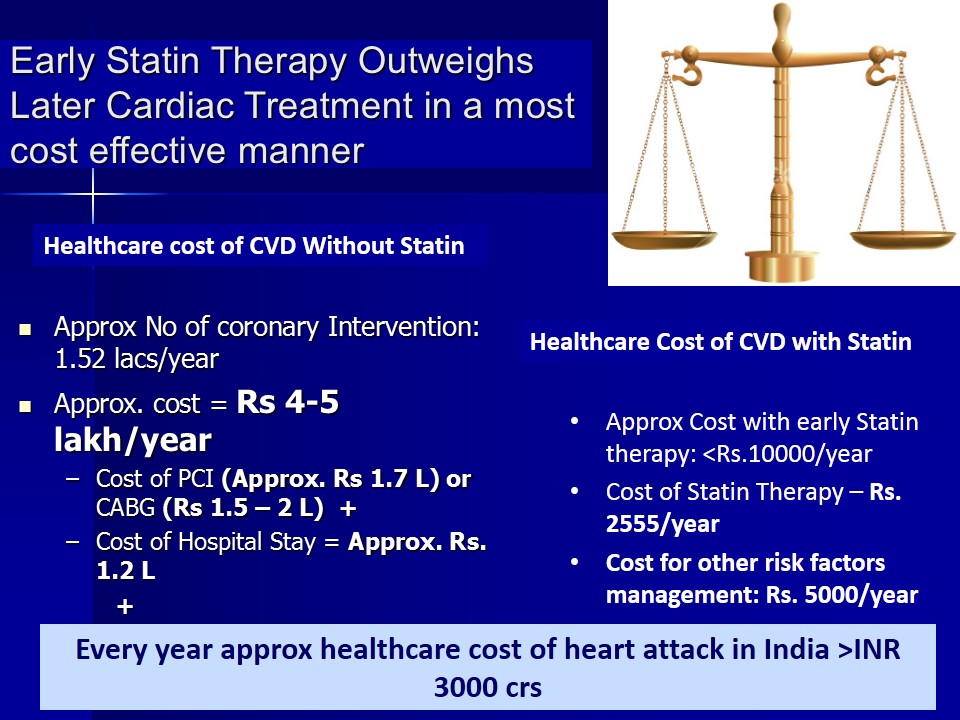 Early Statin Therapy Outweighs
Later Cardiac Treatment in a most
cost effective manner
Healthcare cost of CVD Without Statin
Approx No of coronary Intervention:
1.52 lacs/year
Approx. cost = Rs 4-5
lakh/year
– Cost of PCI (Approx. Rs 1.7 L) or
CABG (Rs 1.5 – 2 L) +
– Cost of Hospital Stay = Approx. Rs.
1.2 L
+
Healthcare Cost of CVD with Statin
• Approx Cost with early Statin
therapy: <Rs.10000/year
• Cost of Statin Therapy – Rs.
2555/year
• Cost for other risk factors
management: Rs. 5000/year
Every year approx healthcare cost of heart attack in India >INR
3000 crs